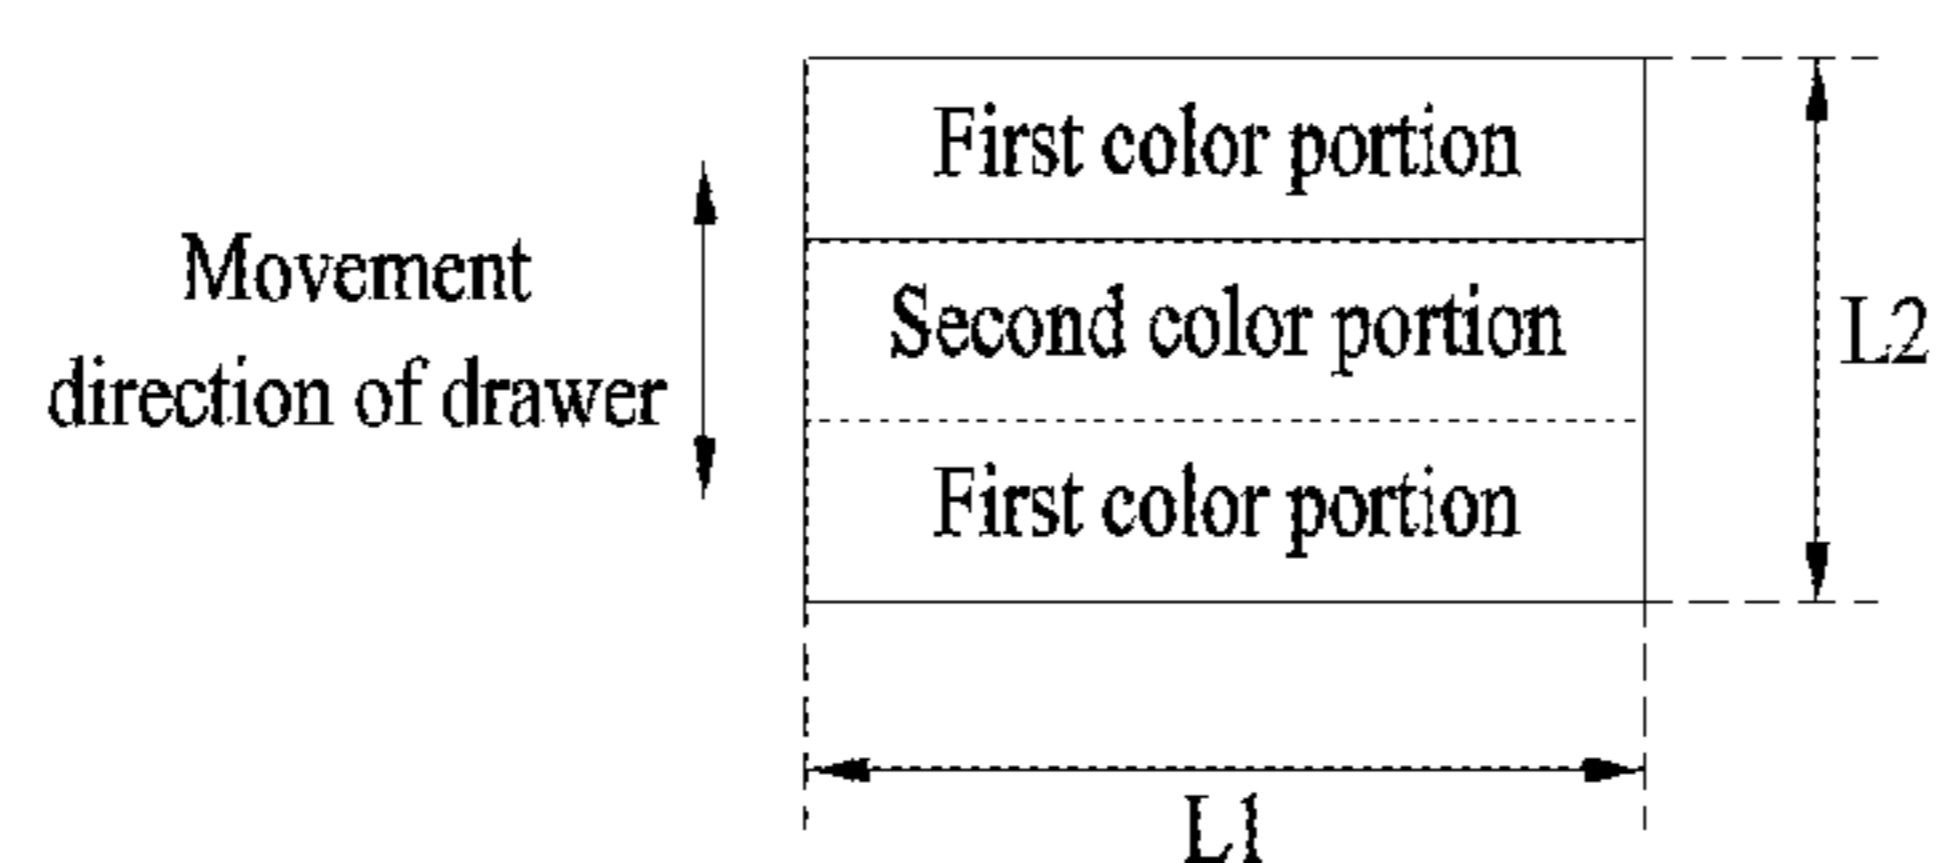 First color portion
Movement
direction of drawer
Second color portion
L2
First color portion
L1